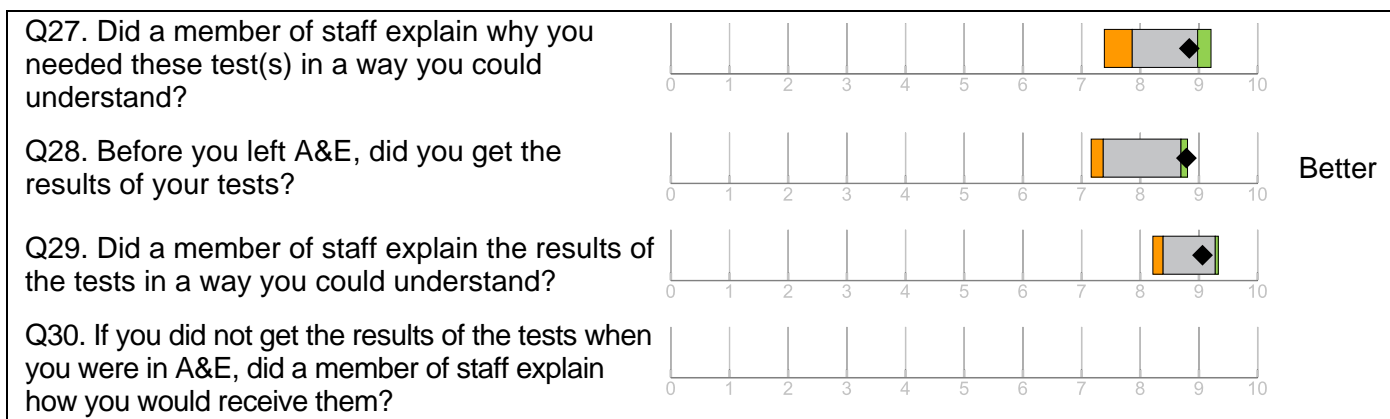 Q27. Did a member of staff explain why you
needed these test(s) in a way you could
understand?
0 1 2 3 4 5 6 7 8 9 10
Q28. Before you left A&E, did you get the
results of your tests?
0 1 2 3 4 5 6 7 8 9 10
Better
Q29. Did a member of staff explain the results of
the tests in a way you could understand?
0 1 2 3 4 5 6 7 8 9 10
Q30. If you did not get the results of the tests when
you were in A&E, did a member of staff explain
how you would receive them?
0 1 2 3 4 5 6 7 8 9 10